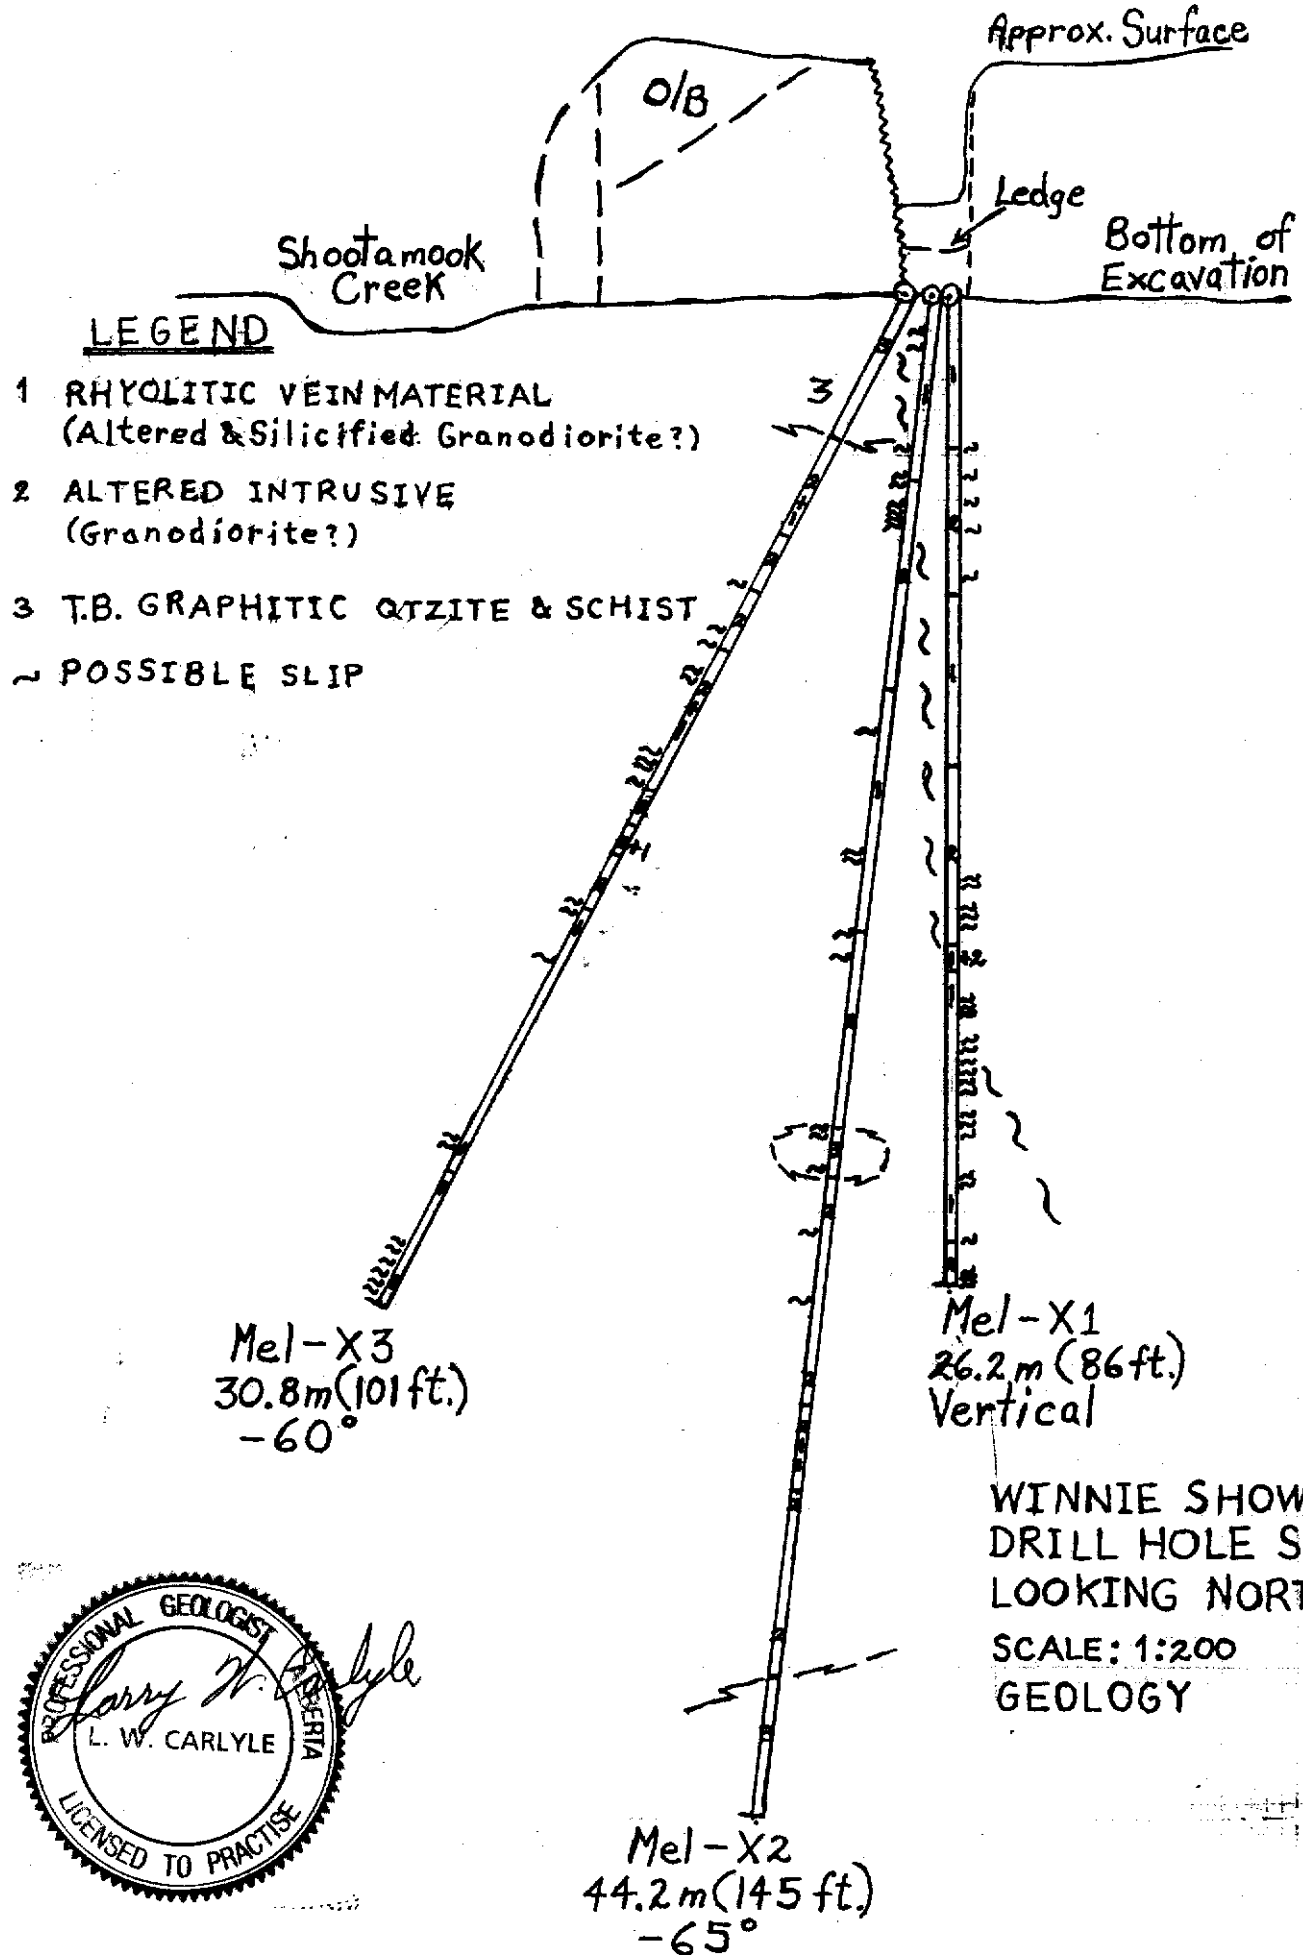 Approx. Surface
O/B
Ledge
Shootamook
Creek
Bottom of
Excavation
LEGEND
1 RHYOLITIC VEIN MATERIAL
(Altered & Silicified Granodiorite?)
2 ALTERED INTRUSIVE
(Granodiorite?)
3 T.B. GRAPHITIC QTZITE & SCHIST
~ POSSIBLE SLIP
3
Mel-X3
30.8m (101 ft.)
-60°
Mel-X1
26.2 m (86 ft.)
Vertical
WINNIE SHOW
DRILL HOLE S
LOOKING NORT
SCALE: 1:200
GEOLOGY
PROFESSIONAL GEOLOGIST ALBERTA
Larry W. Carlyle
L. W. CARLYLE
LICENSED TO PRACTISE
Mel-X2
44.2 m (145 ft.)
-65°